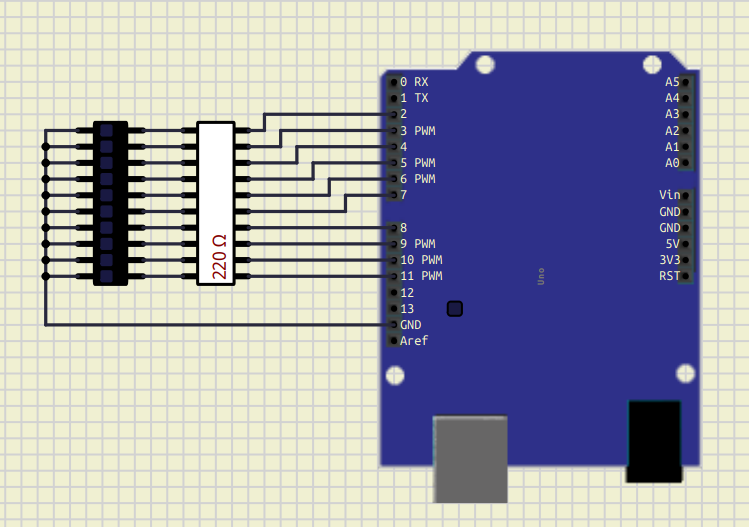 0 RX
1 TX
2
3 PWM
4
5 PWM
6 PWM
7
8
9 PWM
10 PWM
11 PWM
12
13
GND
Aref
A5
A4
A3
A2
A1
A0
Vin
GND
GND
5V
3V3
RST
220 Ω
Uno